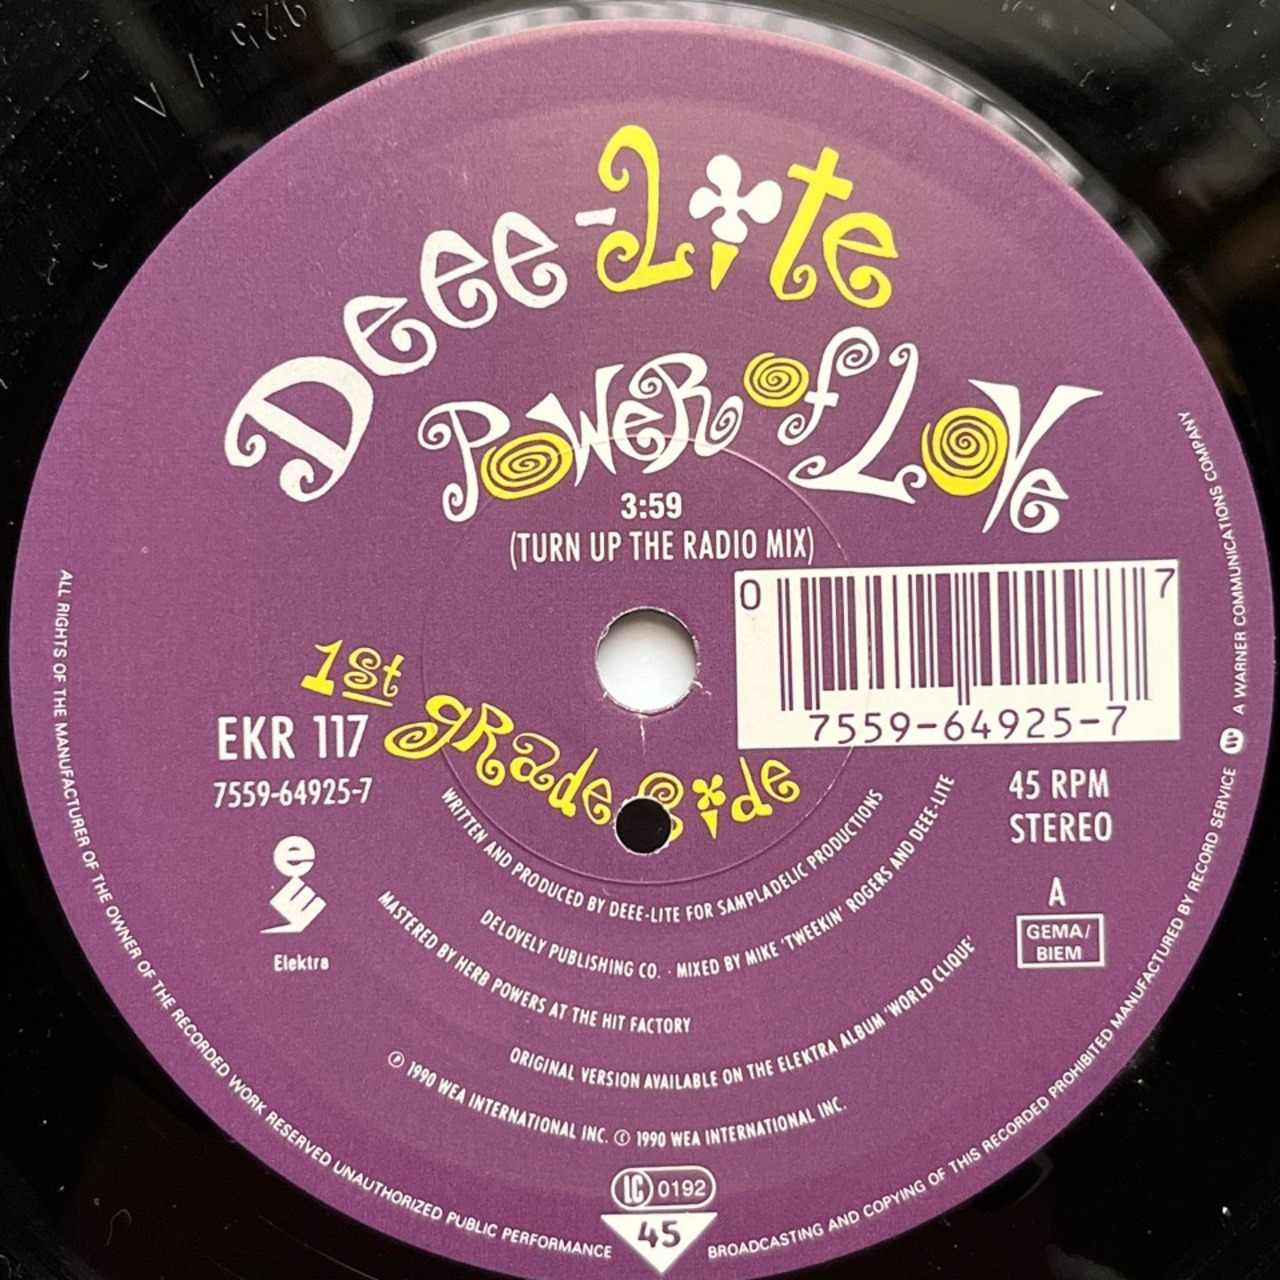 Deee-Lite
Power of Love
3:59
(TURN UP THE RADIO MIX)
0 7
7559-64925-7
1st grade Side
EKR 117
7559-64925-7
45 RPM
STEREO
A
GEMA/
BIEM
Elektra
WRITTEN AND PRODUCED BY DEEE-LITE FOR SAMPLADELIC PRODUCTIONS
DELOVELY PUBLISHING CO. · MIXED BY MIKE 'TWEEKIN' ROGERS AND DEEE-LITE
MASTERED BY HERB POWERS AT THE HIT FACTORY
ORIGINAL VERSION AVAILABLE ON THE ELEKTRA ALBUM 'WORLD CLIQUE'
Ⓟ 1990 WEA INTERNATIONAL INC. © 1990 WEA INTERNATIONAL INC.
LC 0192
45
ALL RIGHTS OF THE MANUFACTURER OF THE OWNER OF THE RECORDED WORK RESERVED UNAUTHORIZED PUBLIC PERFORMANCE
BROADCASTING AND COPYING OF THIS RECORDED PROHIBITED MANUFACTURED BY RECORD SERVICE A WARNER COMMUNICATIONS COMPANY